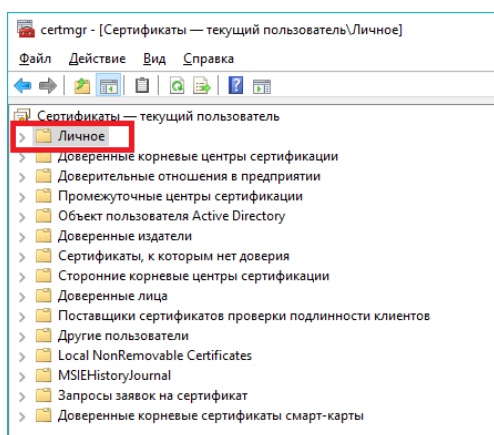 certmgr - [Сертификаты — текущий пользователь\Личное]
Файл Действие Вид Справка
Сертификаты — текущий пользователь
Личное
Доверенные корневые центры сертификации
Доверительные отношения в предприятии
Промежуточные центры сертификации
Объект пользователя Active Directory
Доверенные издатели
Сертификаты, к которым нет доверия
Сторонние корневые центры сертификации
Доверенные лица
Поставщики сертификатов проверки подлинности клиентов
Другие пользователи
Local NonRemovable Certificates
MSIEHistoryJournal
Запросы заявок на сертификат
Доверенные корневые сертификаты смарт-карты